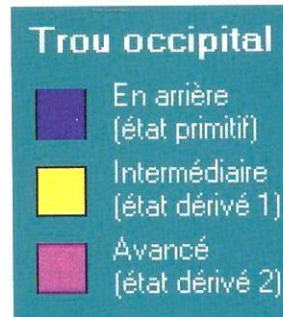 Trou occipital
En arrière
(état primitif)
Intermédiaire
(état dérivé 1)
Avancé
(état dérivé 2)